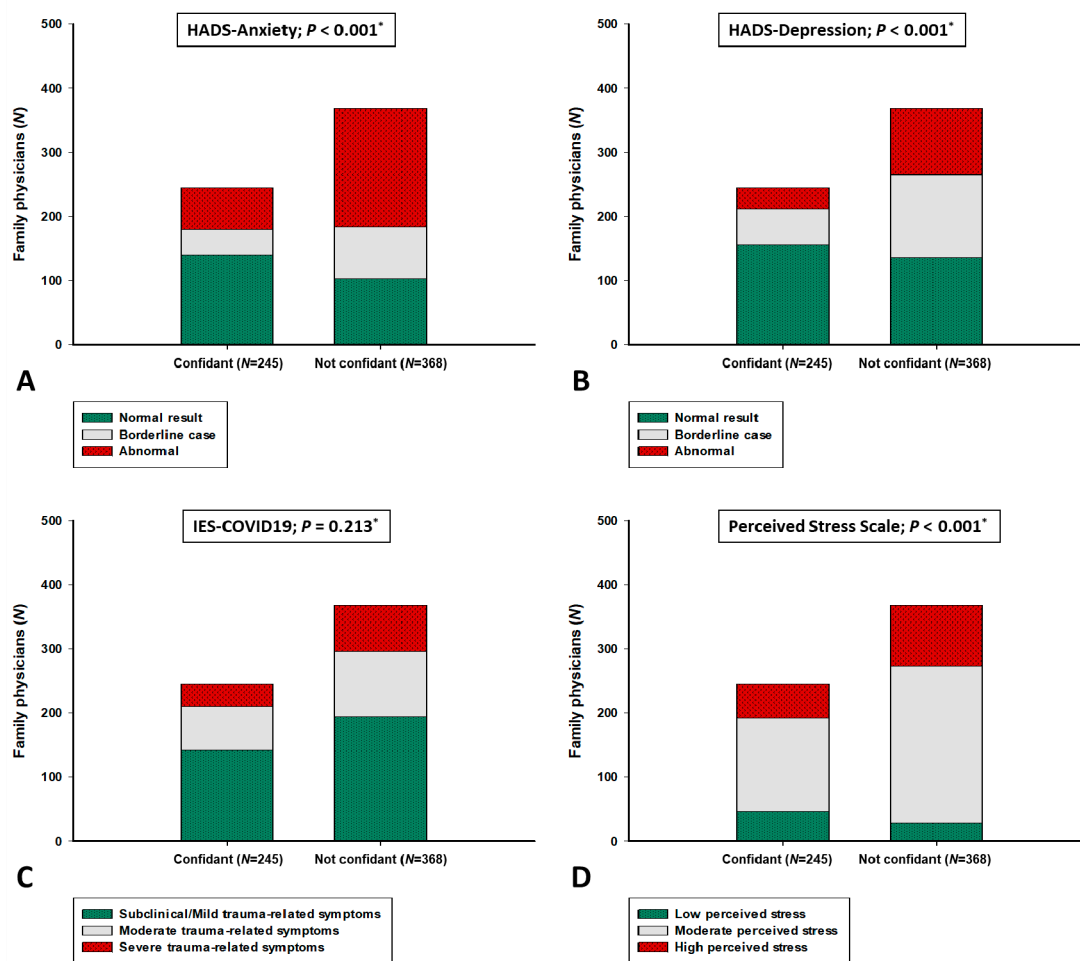 HADS-Anxiety; P < 0.001*
500
400
300
200
100
0
Family physicians (N)
Confidant (N=245) Not confidant (N=368)
A
Normal result
Borderline case
Abnormal
HADS-Depression; P < 0.001*
500
400
300
200
100
0
Family physicians (N)
Confidant (N=245) Not confidant (N=368)
B
Normal result
Borderline case
Abnormal
IES-COVID19; P = 0.213*
500
400
300
200
100
0
Family physicians (N)
Confidant (N=245) Not confidant (N=368)
C
Subclinical/Mild trauma-related symptoms
Moderate trauma-related symptoms
Severe trauma-related symptoms
Perceived Stress Scale; P < 0.001*
500
400
300
200
100
0
Family physicians (N)
Confidant (N=245) Not confidant (N=368)
D
Low perceived stress
Moderate perceived stress
High perceived stress